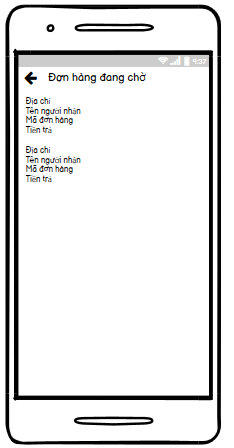 9:37
Đơn hàng đang chờ
Địa chỉ
Tên người nhận
Mã đơn hàng
Tiền trả
Địa chỉ
Tên người nhận
Mã đơn hàng
Tiền trả